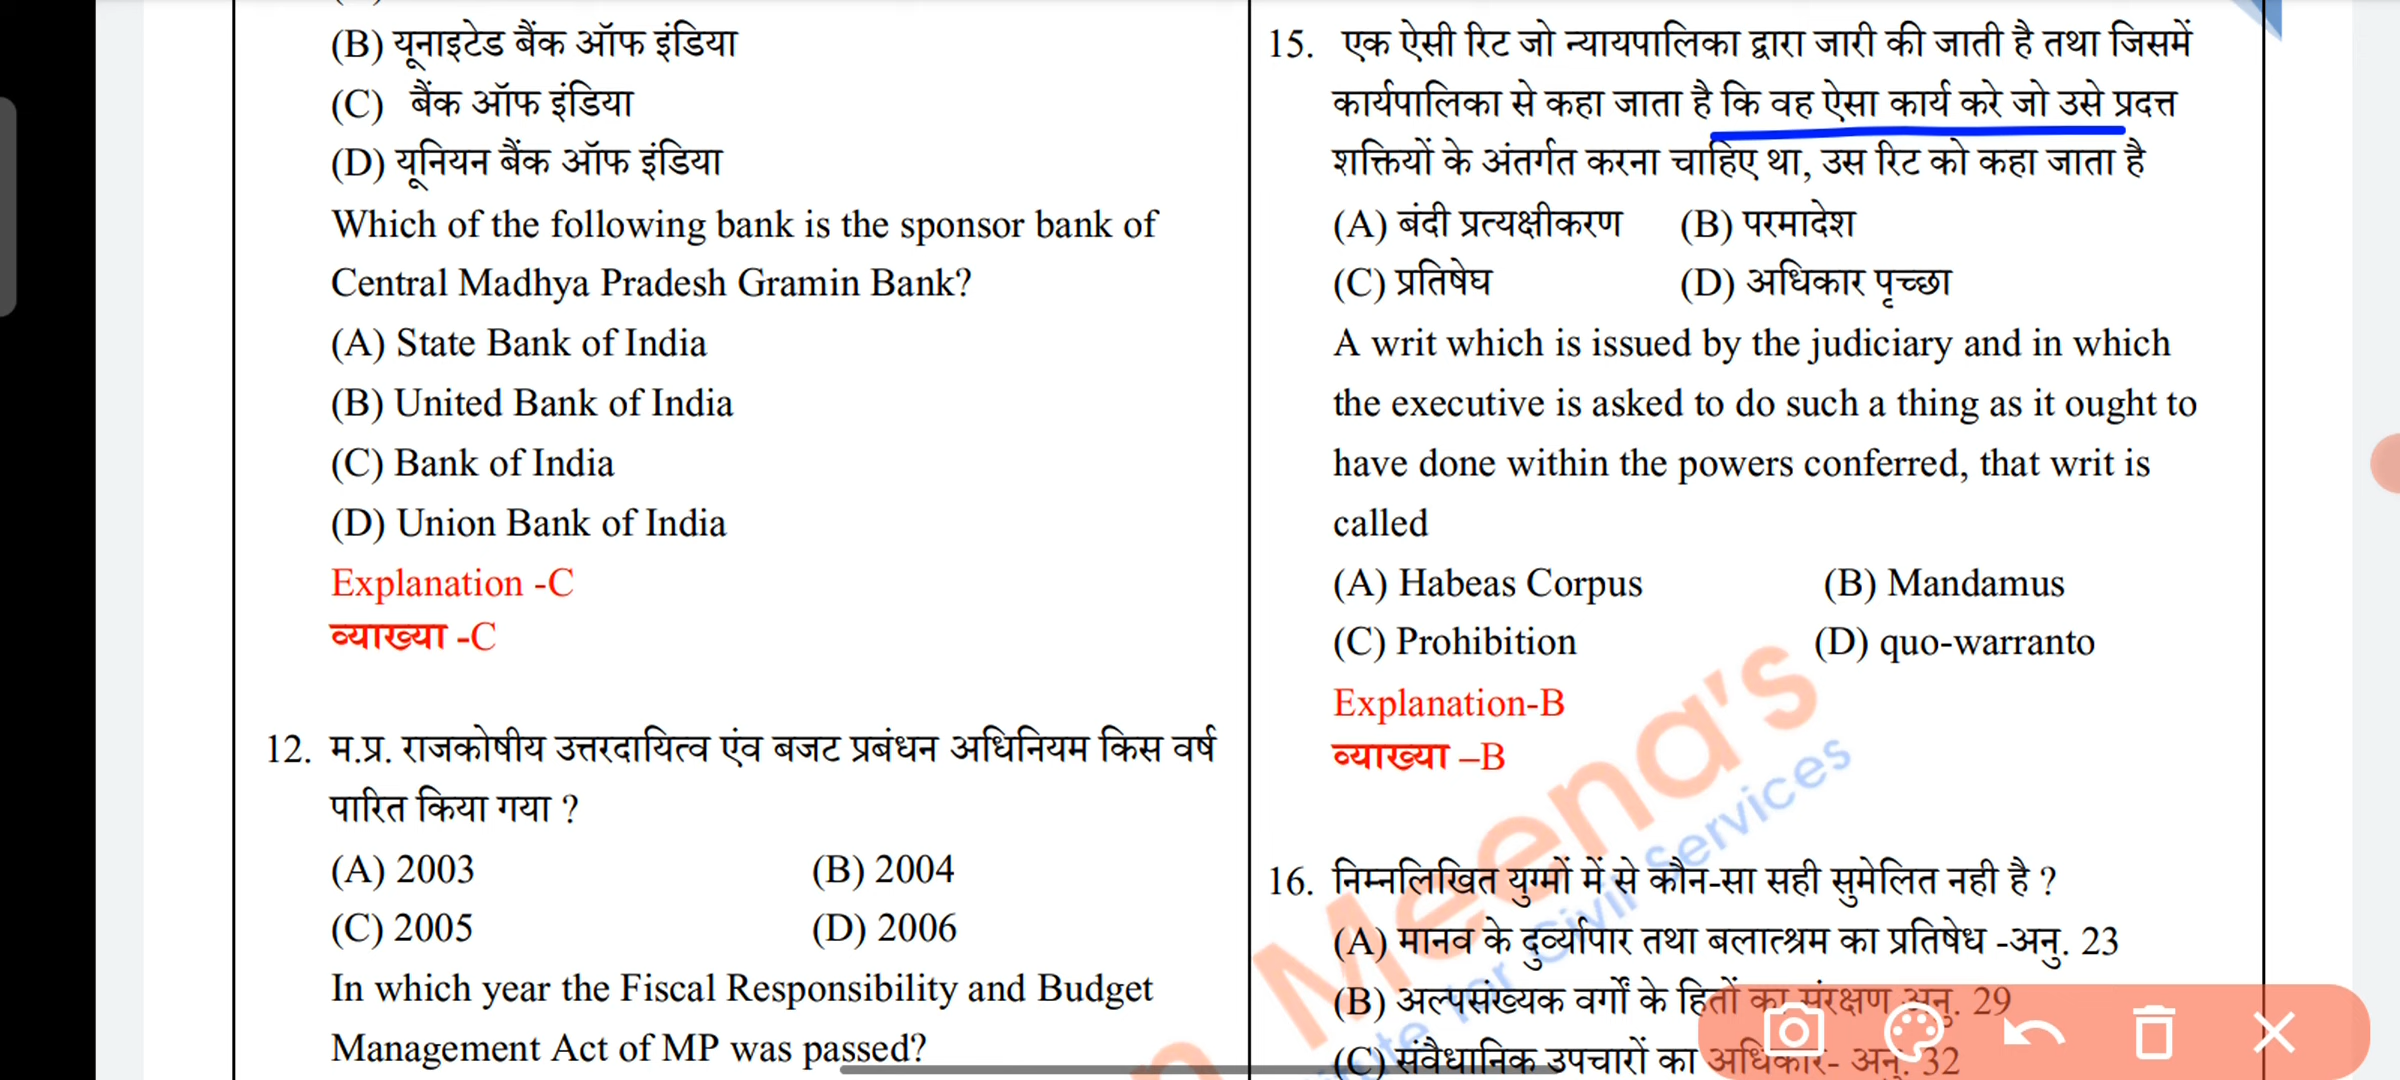 (B) यूनाइटेड बैंक ऑफ इंडिया
(C) बैंक ऑफ इंडिया
(D) यूनियन बैंक ऑफ इंडिया
Which of the following bank is the sponsor bank of
Central Madhya Pradesh Gramin Bank?
(A) State Bank of India
(B) United Bank of India
(C) Bank of India
(D) Union Bank of India
Explanation -C
व्याख्या -C
12. म.प्र. राजकोषीय उत्तरदायित्व एंव बजट प्रबंधन अधिनियम किस वर्ष
पारित किया गया ?
(A) 2003 (B) 2004
(C) 2005 (D) 2006
In which year the Fiscal Responsibility and Budget
Management Act of MP was passed?
15. एक ऐसी रिट जो न्यायपालिका द्वारा जारी की जाती है तथा जिसमें
कार्यपालिका से कहा जाता है कि वह ऐसा कार्य करे जो उसे प्रदत्त
शक्तियों के अंतर्गत करना चाहिए था, उस रिट को कहा जाता है
(A) बंदी प्रत्यक्षीकरण (B) परमादेश
(C) प्रतिषेघ (D) अधिकार पृच्छा
A writ which is issued by the judiciary and in which
the executive is asked to do such a thing as it ought to
have done within the powers conferred, that writ is
called
(A) Habeas Corpus (B) Mandamus
(C) Prohibition (D) quo-warranto
Explanation-B
व्याख्या –B
16. निम्नलिखित युग्मों में से कौन-सा सही सुमेलित नही है ?
(A) मानव के दुर्व्यापार तथा बलात्श्रम का प्रतिषेध -अनु. 23
(B) अल्पसंख्यक वर्गों के हितों का संरक्षण अनु. 29
(C) संवैधानिक उपचारों का अधिकार- अनु. 32
Meena's
for Civil Services